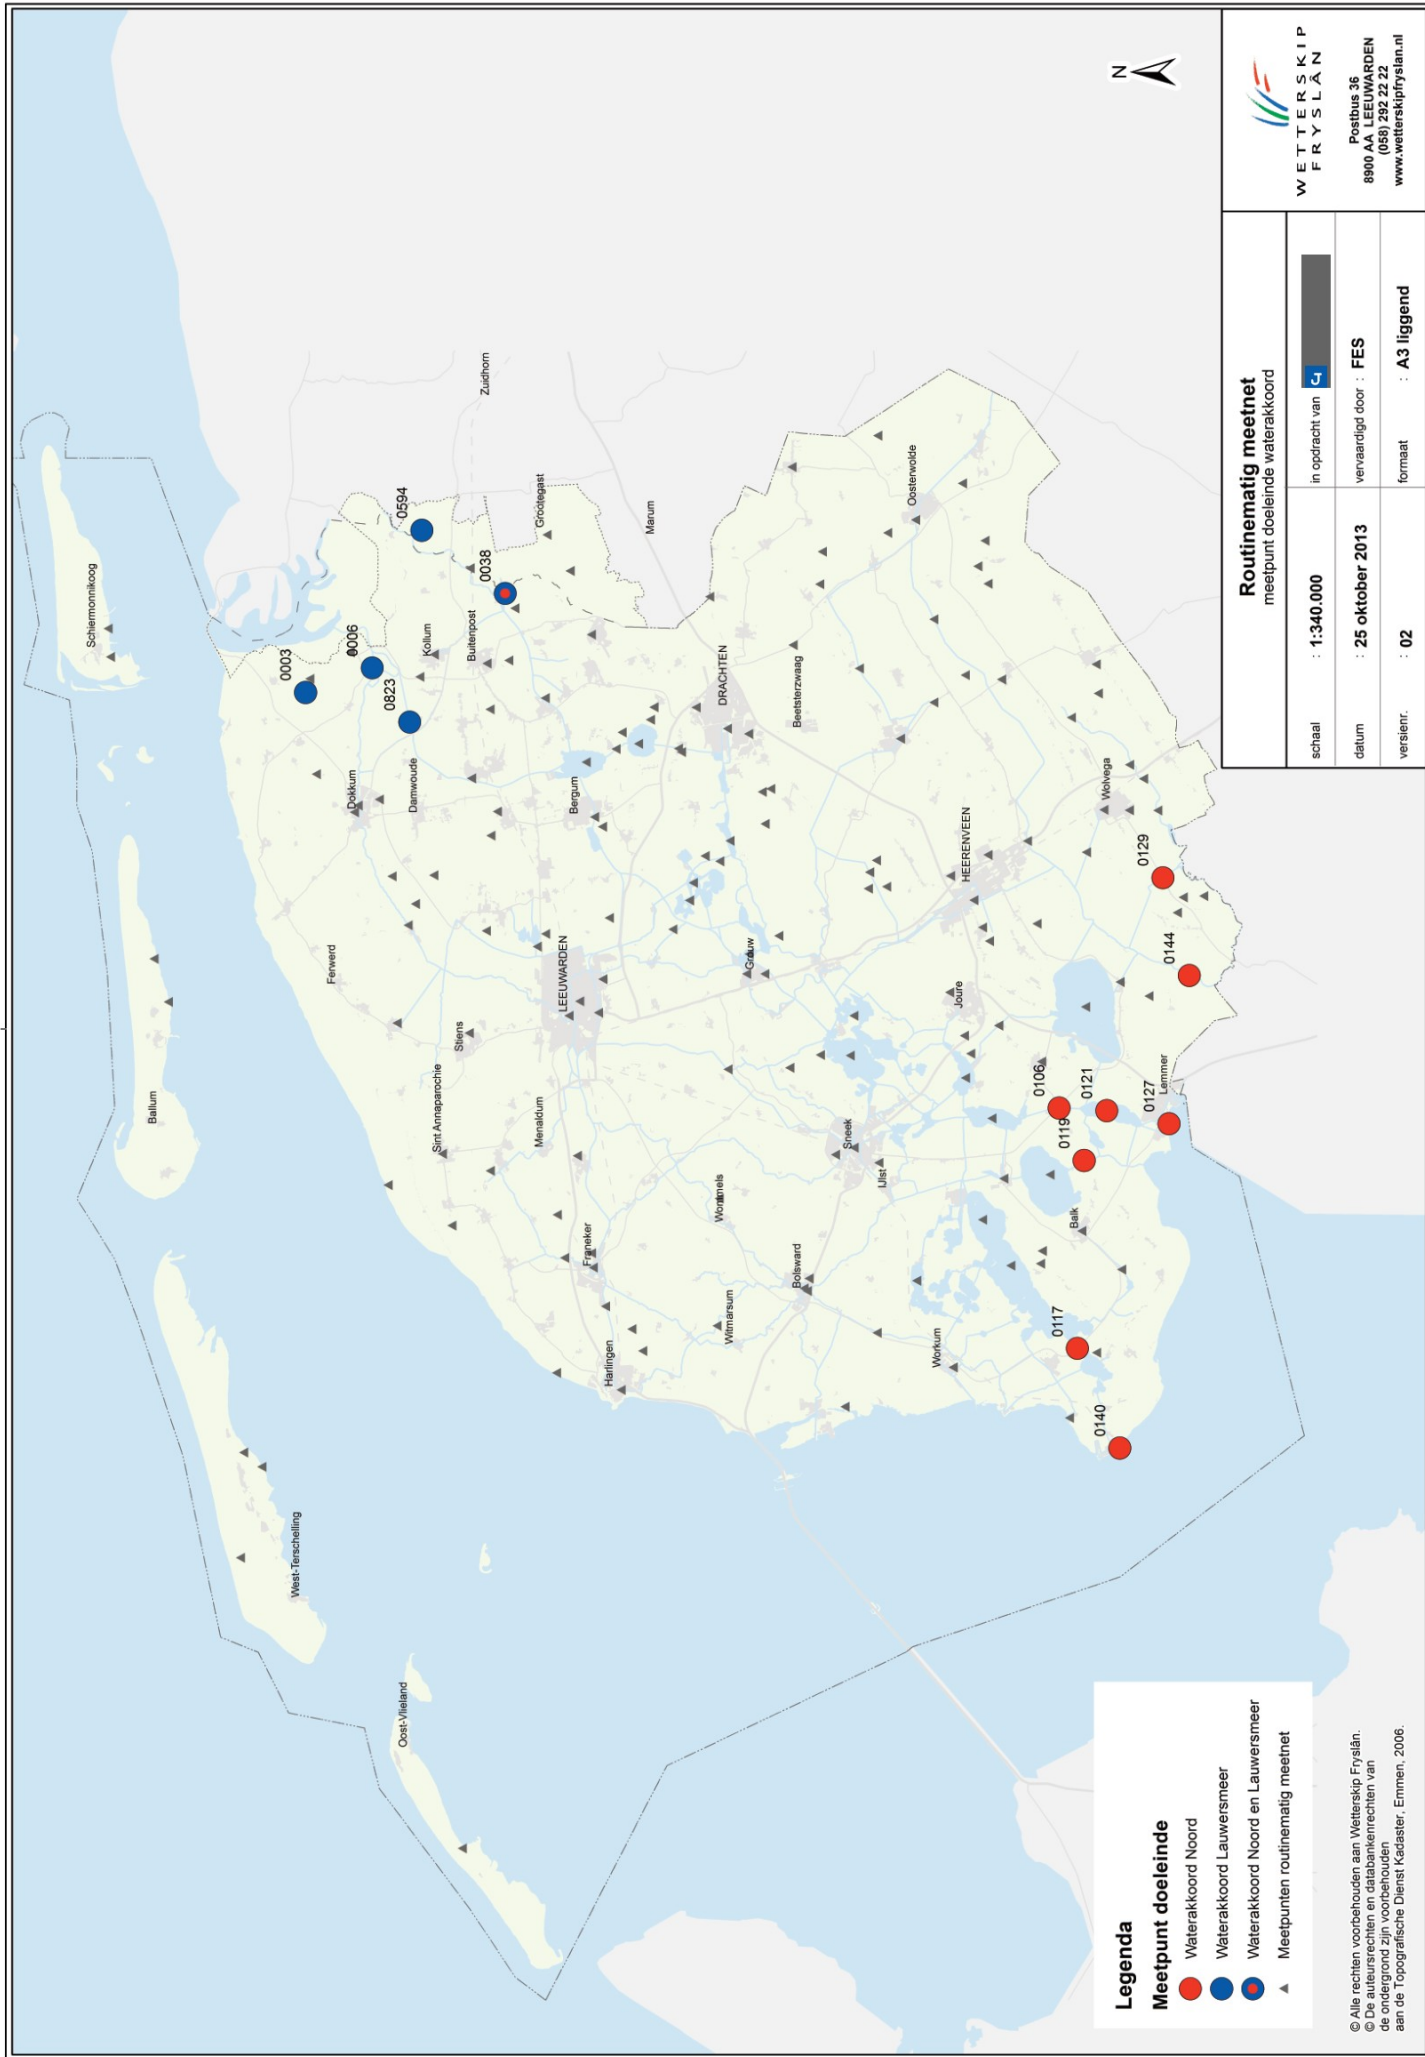 Schiermonnikoog
Ballum
West-Terschelling
Oost-Vlieland
0003
0006
0823
0594
0038
Dokkum
Damwoude
Kollum
Buitenpost
Zuidhorn
Grootegast
Marum
Ferwerd
Stiens
Sint Annaparochie
Menaldum
LEEUWARDEN
Bergum
DRACHTEN
Beetsterzwaag
Oosterwolde
Harlingen
Franeker
Witmarsum
Bolsward
Grouw
Sneek
IJlst
Workum
Joure
HEERENVEEN
Wolvega
Balk
Lemmer
0106
0119
0121
0127
0129
0144
0117
0140
N
Legenda
Meetpunt doeleinde
Waterakkoord Noord
Waterakkoord Lauwersmeer
Waterakkoord Noord en Lauwersmeer
Meetpunten routinematig meetnet
© Alle rechten voorbehouden aan Wetterskip Fryslân.
© De auteursrechten en databankenrechten van
de ondergrond zijn voorbehouden
aan de Topografische Dienst Kadaster, Emmen, 2006.
Routinematig meetnet
meetpunt doeleinde waterakkoord
schaal : 1:340.000
in opdracht van
datum : 25 oktober 2013
vervaardigd door : FES
versienr. : 02
formaat : A3 liggend
WETTERSKIP
FRYSLÂN
Postbus 36
8900 AA LEEUWARDEN
(058) 292 22 22
www.wetterskipfryslan.nl